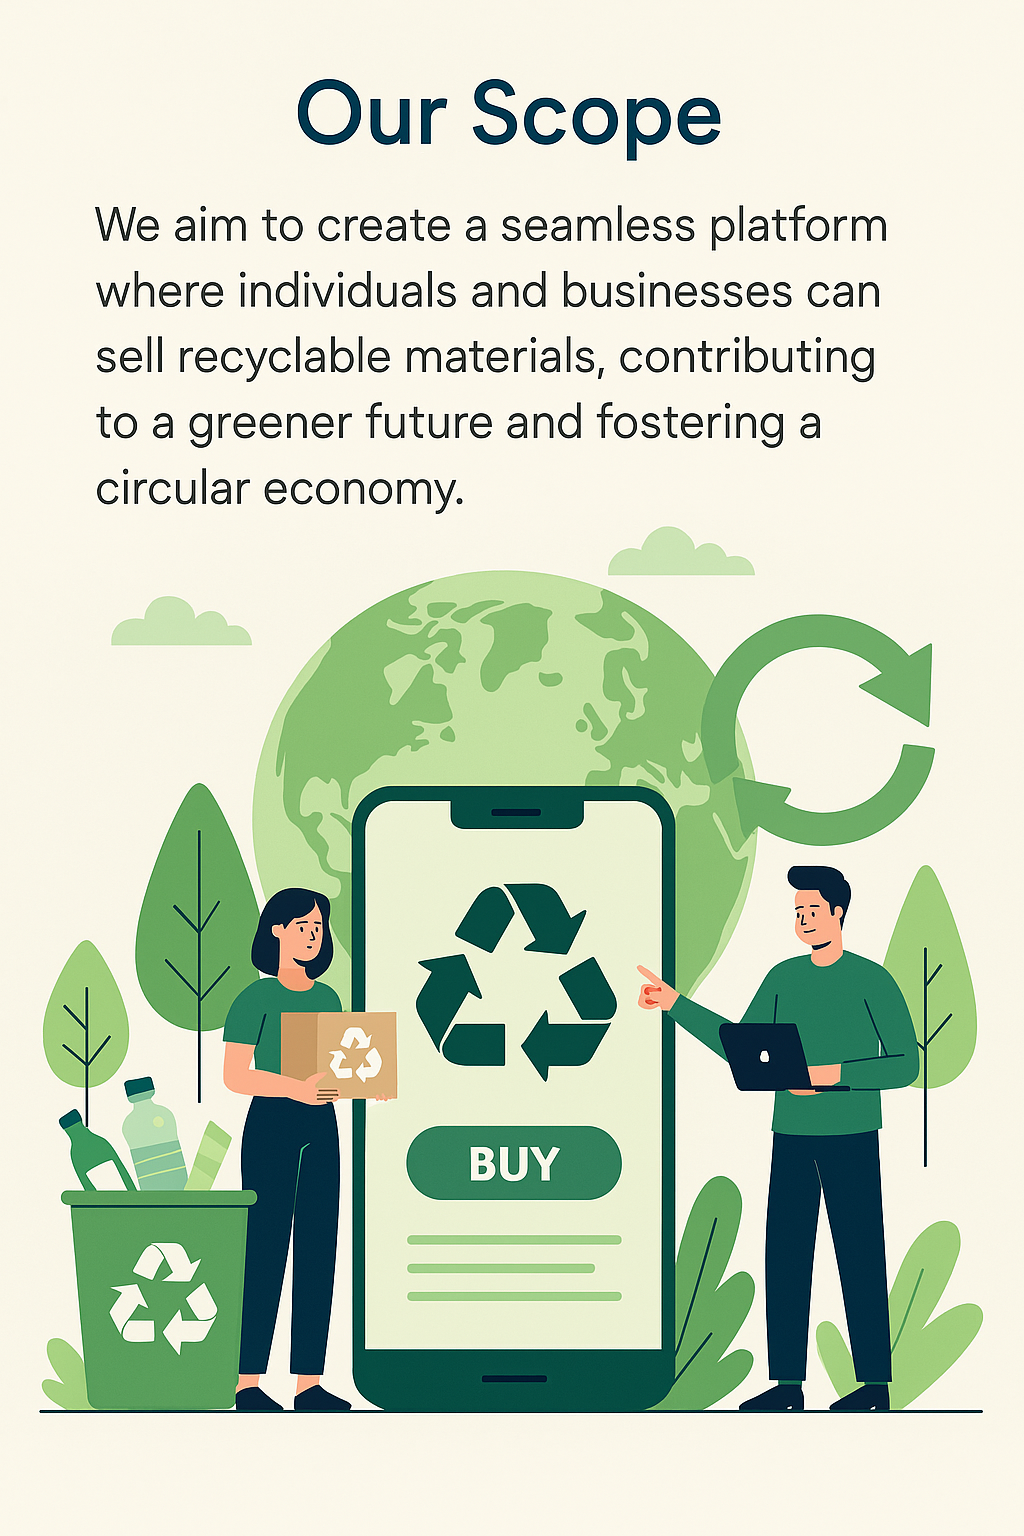 Our Scope
We aim to create a seamless platform
where individuals and businesses can
sell recyclable materials, contributing
to a greener future and fostering a
circular economy.
BUY